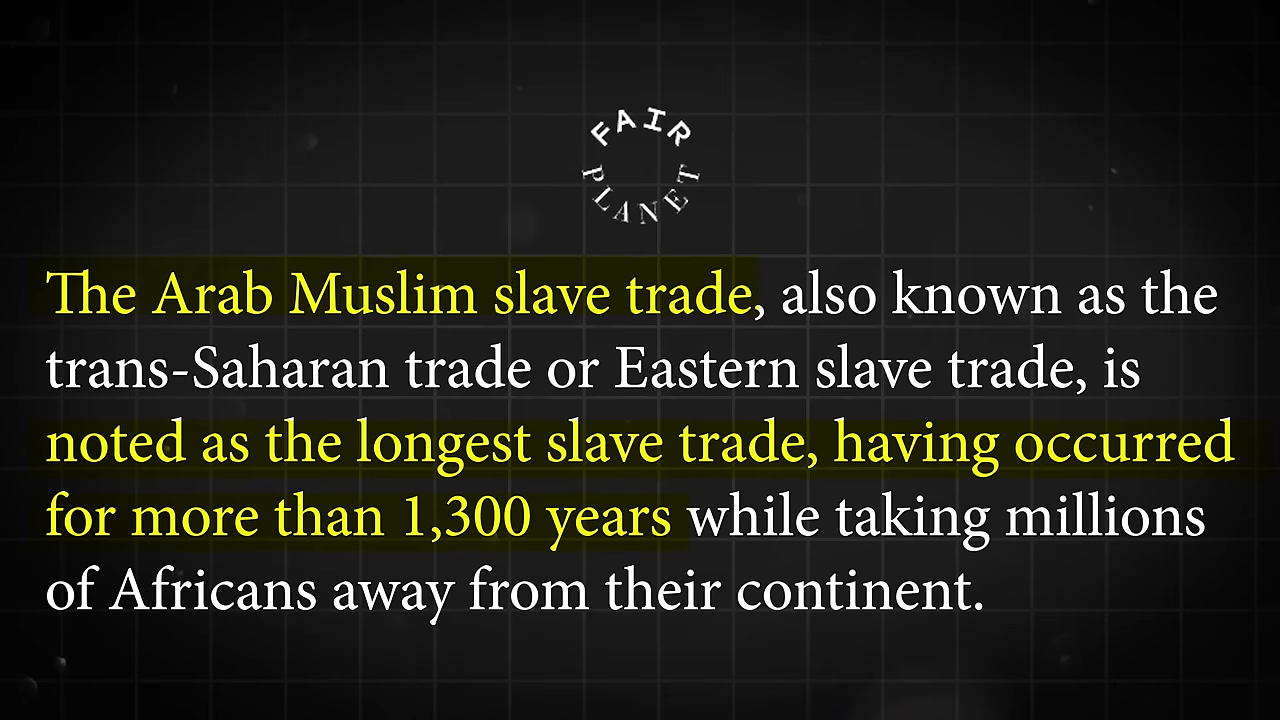 FAIR
PLANET
The Arab Muslim slave trade, also known as the
trans-Saharan trade or Eastern slave trade, is
noted as the longest slave trade, having occurred
for more than 1,300 years while taking millions
of Africans away from their continent.